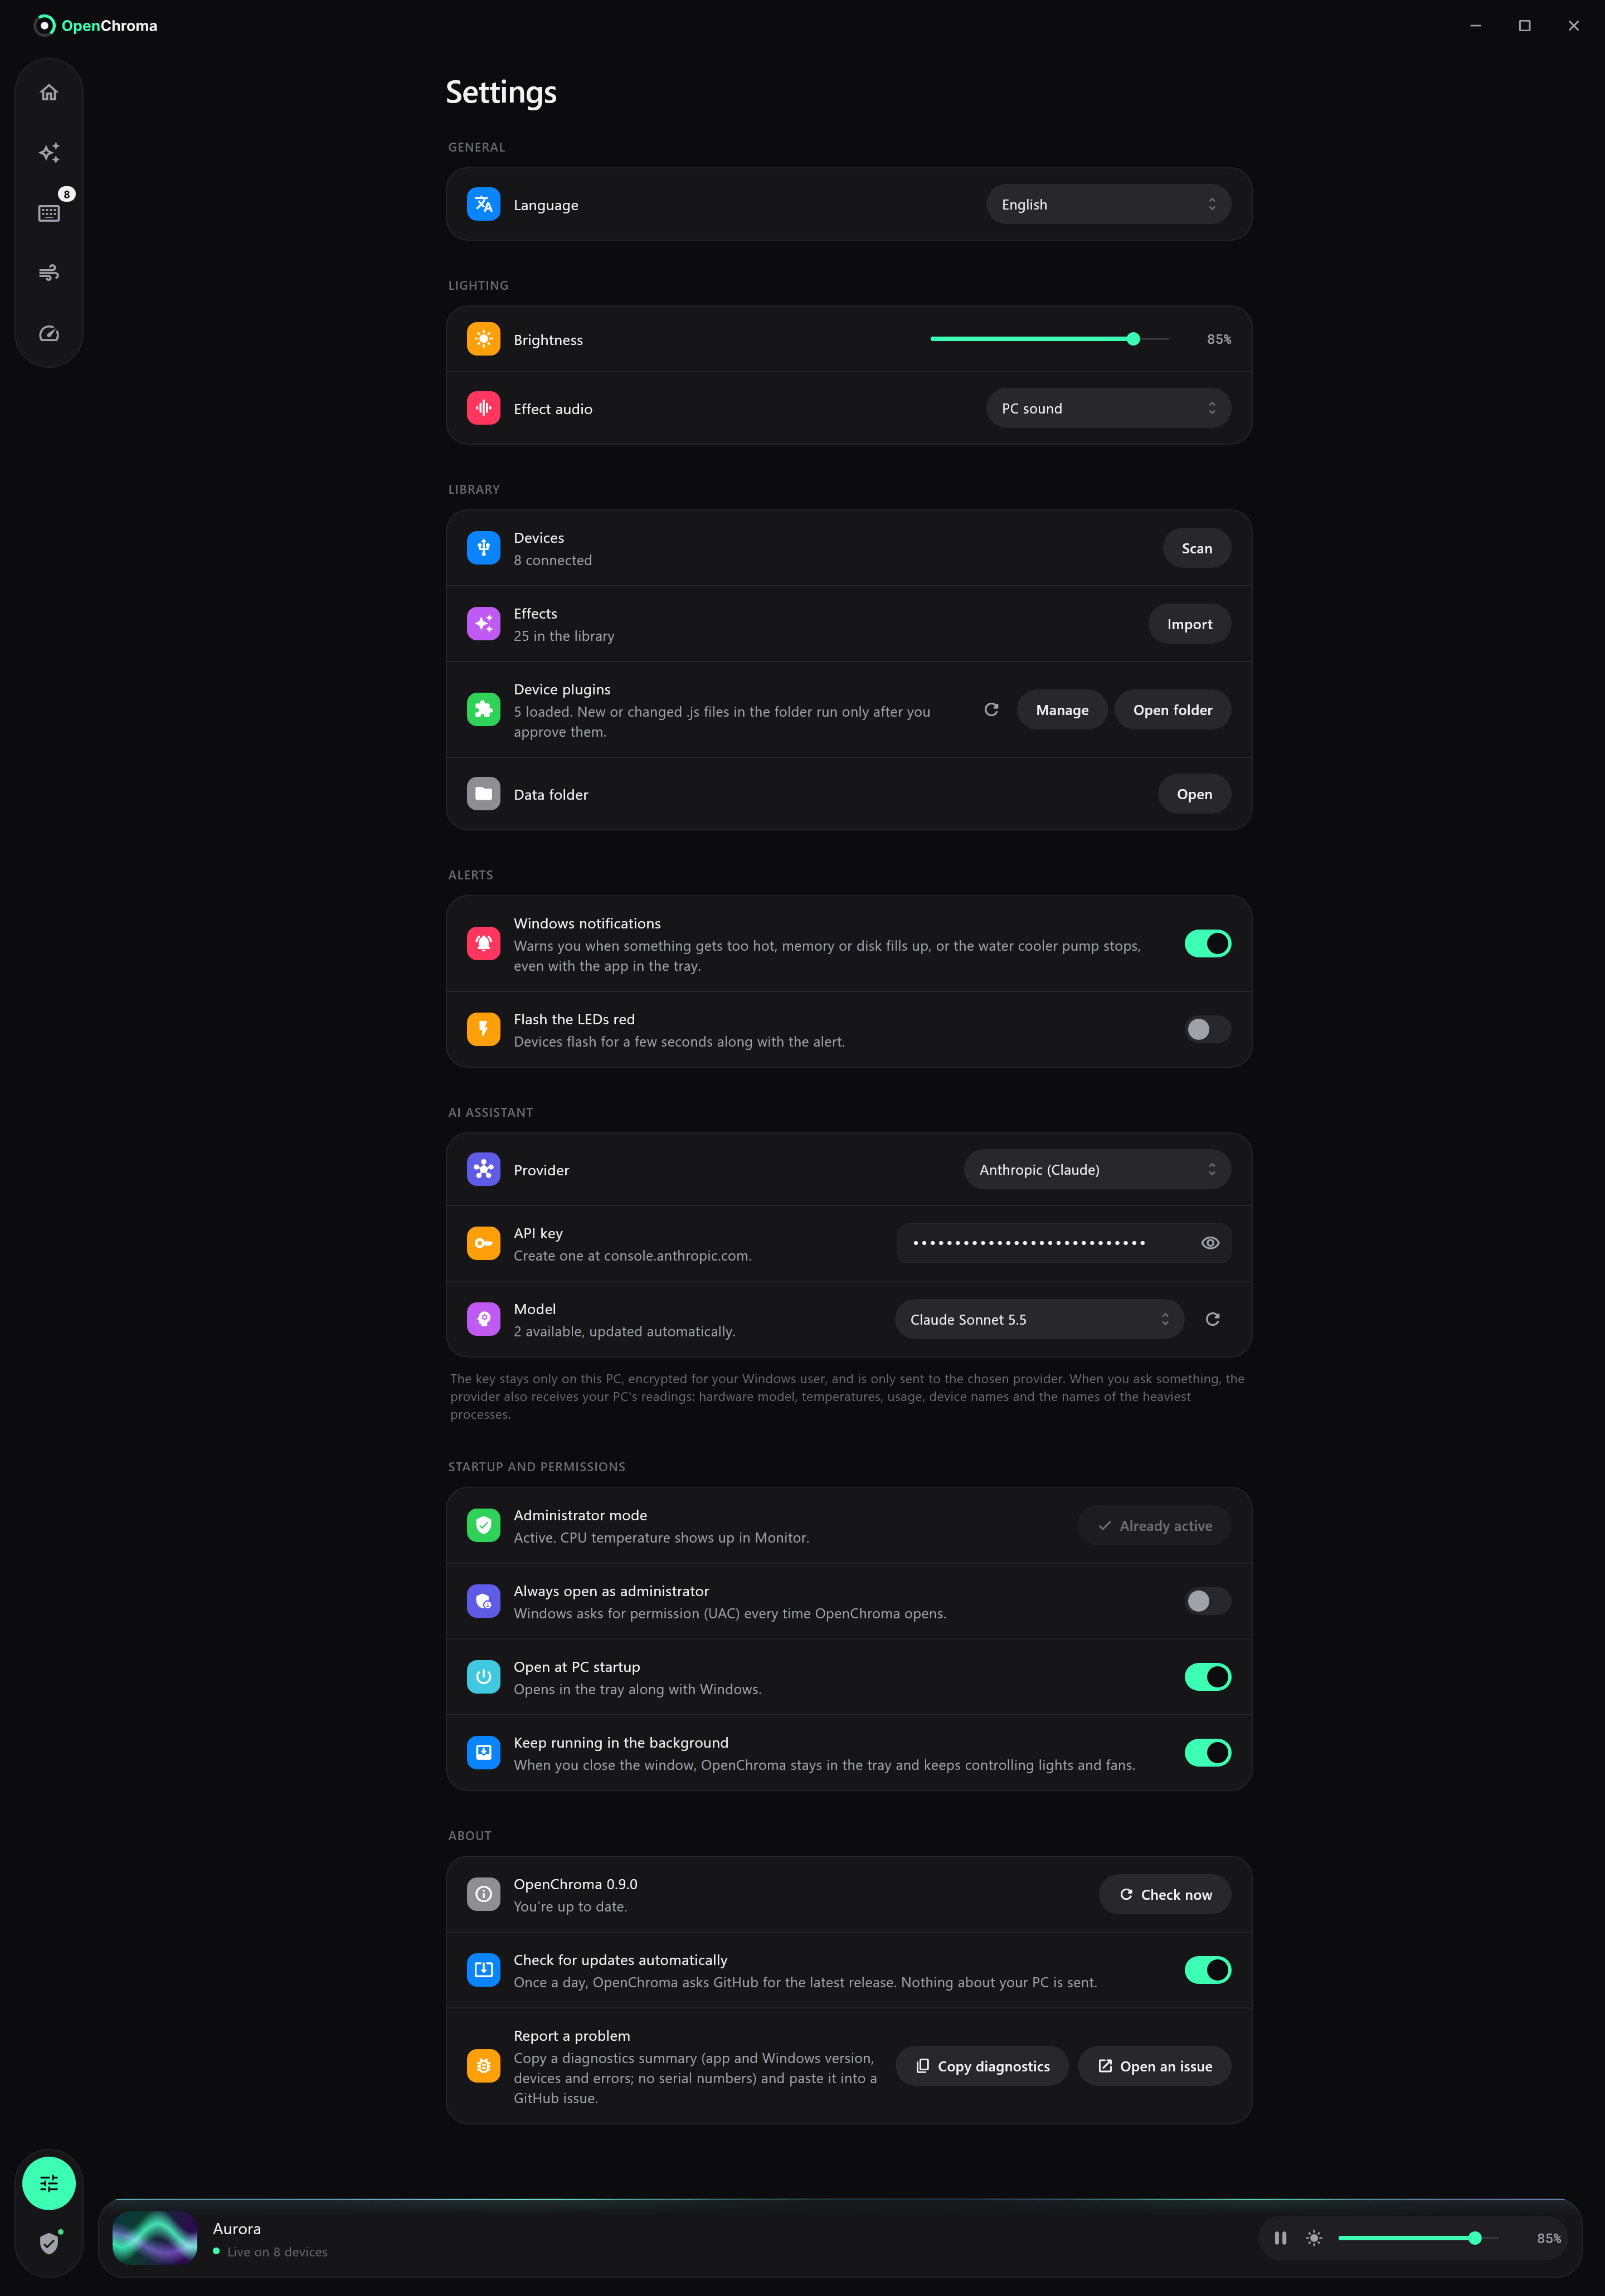 OpenChroma
Settings
8
GENERAL
Language
English
LIGHTING
Brightness
85%
Effect audio
PC sound
LIBRARY
Devices
8 connected
Scan
Effects
25 in the library
Import
Device plugins
5 loaded. New or changed .js files in the folder run only after you
approve them.
Manage
Open folder
Data folder
Open
ALERTS
Windows notifications
Warns you when something gets too hot, memory or disk fills up, or the water cooler pump stops,
even with the app in the tray.
Flash the LEDs red
Devices flash for a few seconds along with the alert.
AI ASSISTANT
Provider
Anthropic (Claude)
API key
Create one at console.anthropic.com.
Model
2 available, updated automatically.
Claude Sonnet 5.5
The key stays only on this PC, encrypted for your Windows user, and is only sent to the chosen provider. When you ask something, the
provider also receives your PC's readings: hardware model, temperatures, usage, device names and the names of the heaviest
processes.
STARTUP AND PERMISSIONS
Administrator mode
Active. CPU temperature shows up in Monitor.
Already active
Always open as administrator
Windows asks for permission (UAC) every time OpenChroma opens.
Open at PC startup
Opens in the tray along with Windows.
Keep running in the background
When you close the window, OpenChroma stays in the tray and keeps controlling lights and fans.
ABOUT
OpenChroma 0.9.0
You're up to date.
Check now
Check for updates automatically
Once a day, OpenChroma asks GitHub for the latest release. Nothing about your PC is sent.
Report a problem
Copy a diagnostics summary (app and Windows version,
devices and errors; no serial numbers) and paste it into a
GitHub issue.
Copy diagnostics
Open an issue
Aurora
Live on 8 devices
85%